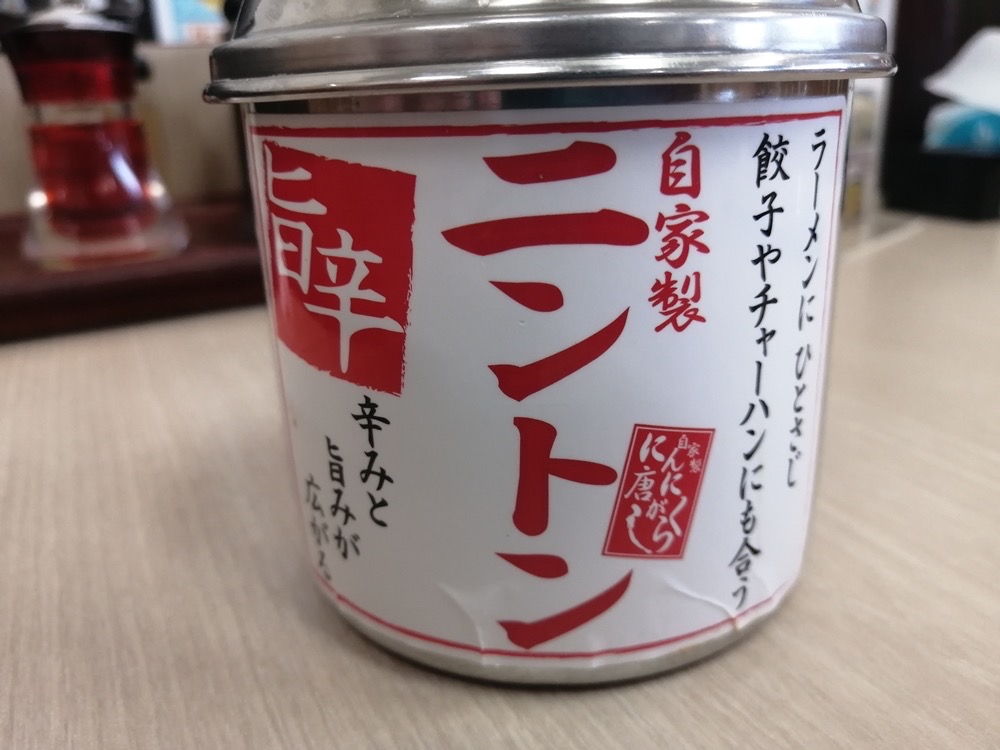 ラーメンに ひとさじ
餃子やチャーハンにも合う
自家製
ニントン
自家製
にんにく
唐がらし
旨辛
辛みと
旨みが
広がる